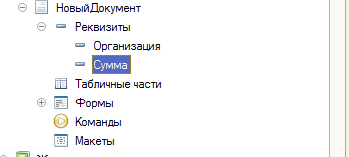 НовыйДокумент
Реквизиты
Организация
Сумма
Табличные части
Формы
Команды
Макеты